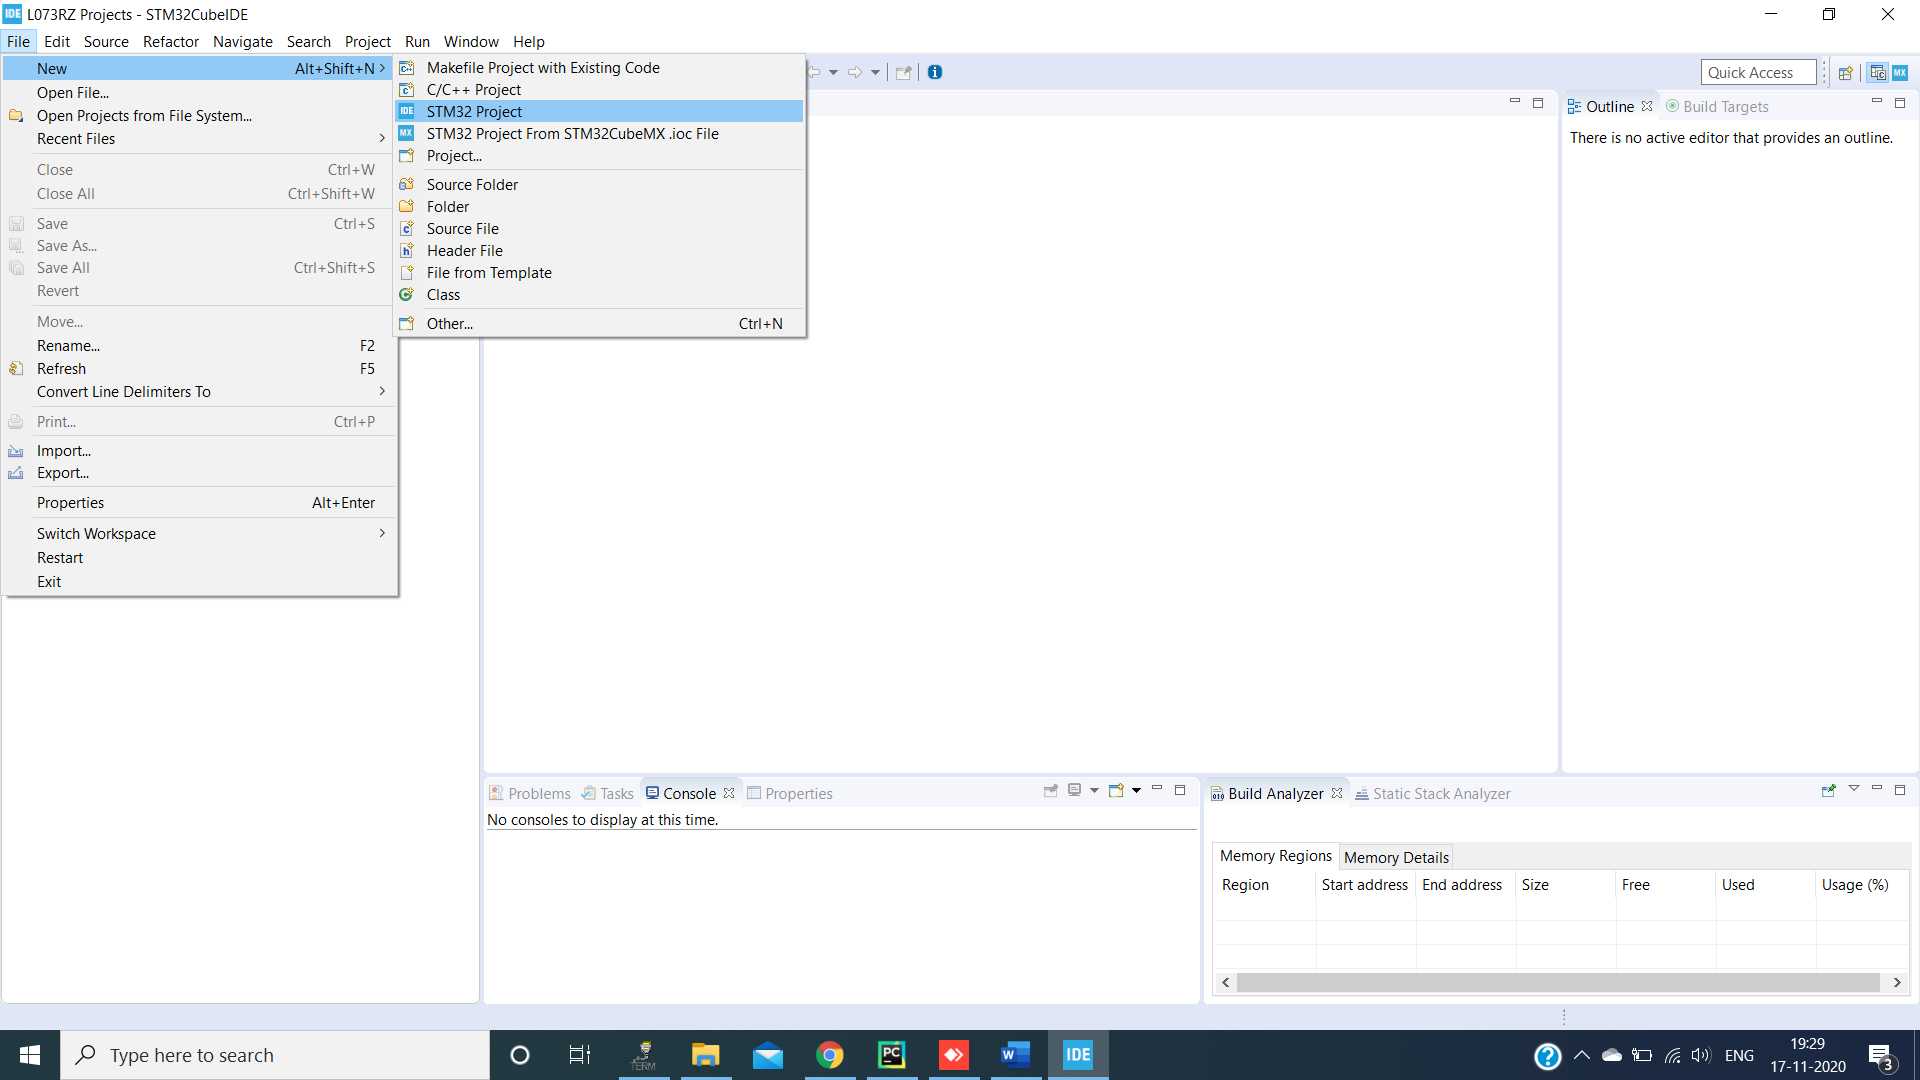 IDE L073RZ Projects - STM32CubeIDE
File Edit Source Refactor Navigate Search Project Run Window Help
New Alt+Shift+N
Open File...
Open Projects from File System...
Recent Files
Close Ctrl+W
Close All Ctrl+Shift+W
Save Ctrl+S
Save As...
Save All Ctrl+Shift+S
Revert
Move...
Rename... F2
Refresh F5
Convert Line Delimiters To
Print... Ctrl+P
Import...
Export...
Properties Alt+Enter
Switch Workspace
Restart
Exit
Makefile Project with Existing Code
C/C++ Project
IDE STM32 Project
MX STM32 Project From STM32CubeMX .ioc File
Project...
Source Folder
Folder
Source File
Header File
File from Template
Class
Other... Ctrl+N
Quick Access
MX
Outline Build Targets
There is no active editor that provides an outline.
Problems Tasks Console Properties
No consoles to display at this time.
Build Analyzer Static Stack Analyzer
Memory Regions Memory Details
Region Start address End address Size Free Used Usage (%)
Type here to search
TERM
PC
W
IDE
ENG
19:29
17-11-2020
3